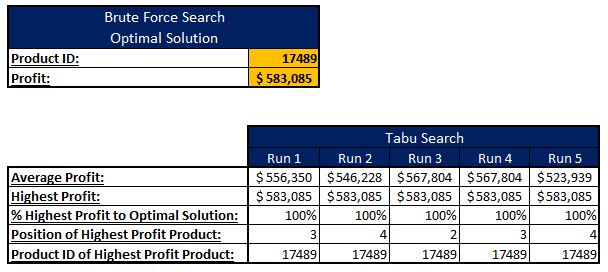 Brute Force Search
Optimal Solution
Product ID: 17489
Profit: $ 583,085
Tabu Search
Run 1 Run 2 Run 3 Run 4 Run 5
Average Profit: $ 556,350 $ 546,228 $ 567,804 $ 567,804 $ 523,939
Highest Profit: $ 583,085 $ 583,085 $ 583,085 $ 583,085 $ 583,085
% Highest Profit to Optimal Solution: 100% 100% 100% 100% 100%
Position of Highest Profit Product: 3 4 2 3 4
Product ID of Highest Profit Product: 17489 17489 17489 17489 17489